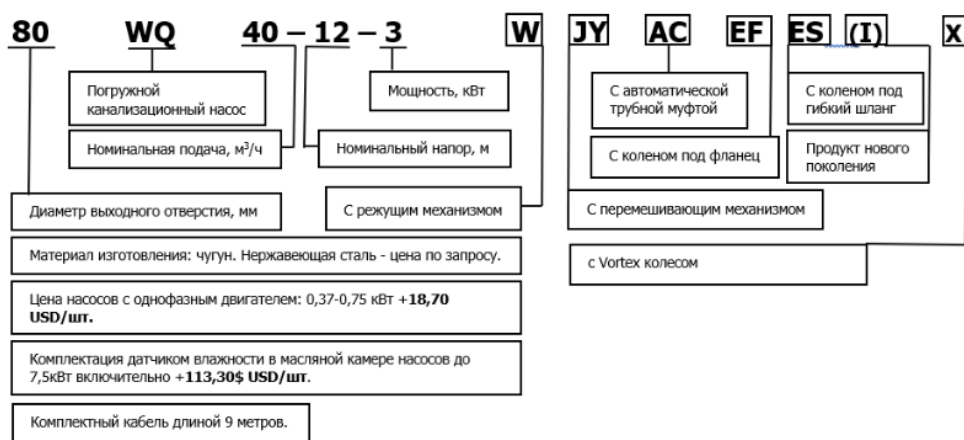 80 WQ 40 – 12 – 3 W JY AC EF ES (I) X
Погружной
канализационный насос
Мощность, кВт
С автоматической
трубной муфтой
С коленом под
гибкий шланг
Номинальная подача, м³/ч
Номинальный напор, м
С коленом под фланец
Продукт нового
поколения
Диаметр выходного отверстия, мм
С режущим механизмом
С перемешивающим механизмом
Материал изготовления: чугун. Нержавеющая сталь - цена по запросу.
с Vortex колесом
Цена насосов с однофазным двигателем: 0,37-0,75 кВт +18,70
USD/шт.
Комплектация датчиком влажности в масляной камере насосов до
7,5кВт включительно +113,30$ USD/шт.
Комплектный кабель длиной 9 метров.